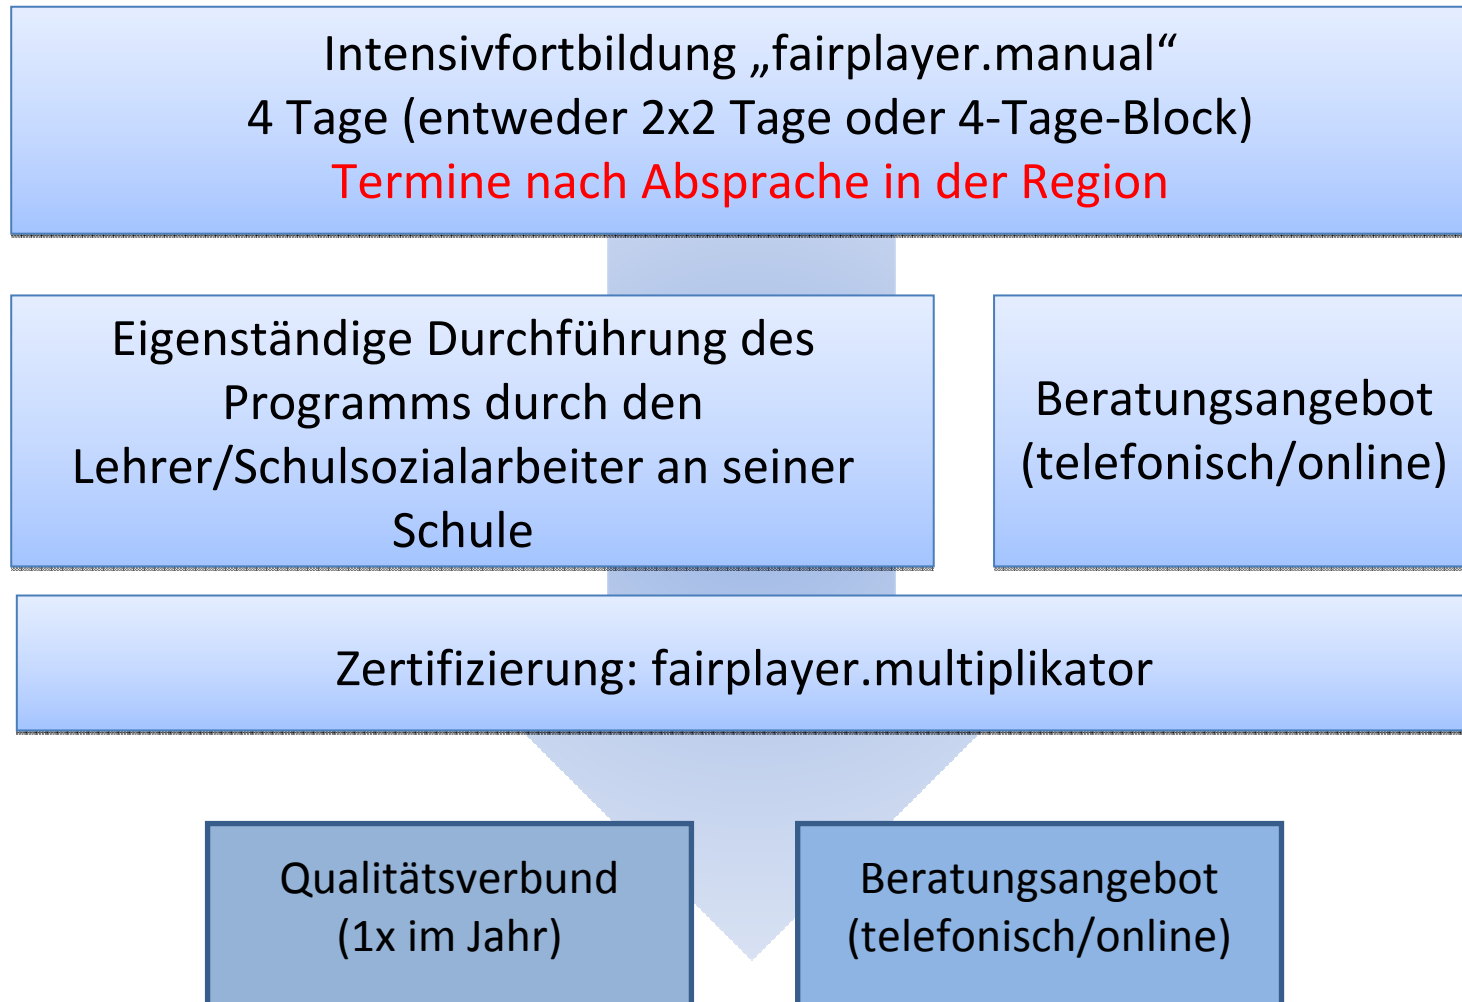 Intensivfortbildung „fairplayer.manual“
4 Tage (entweder 2x2 Tage oder 4-Tage-Block)
Termine nach Absprache in der Region
Eigenständige Durchführung des
Programms durch den
Lehrer/Schulsozialarbeiter an seiner
Schule
Beratungsangebot
(telefonisch/online)
Zertifizierung: fairplayer.multiplikator
Qualitätsverbund
(1x im Jahr)
Beratungsangebot
(telefonisch/online)